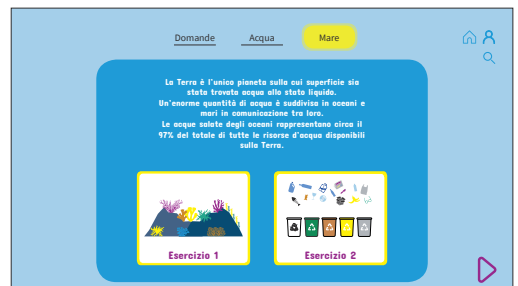 Domande Acqua Mare
La Terra è l'unico pianeta sulla cui superficie sia
stata trovata acqua allo stato liquido.
Un'enorme quantità di acqua è suddivisa in oceani e
mari in comunicazione tra loro.
Le acque salate degli oceani rappresentano circa il
97% del totale di tutte le risorse d'acqua disponibili
sulla Terra.
Esercizio 1 Esercizio 2